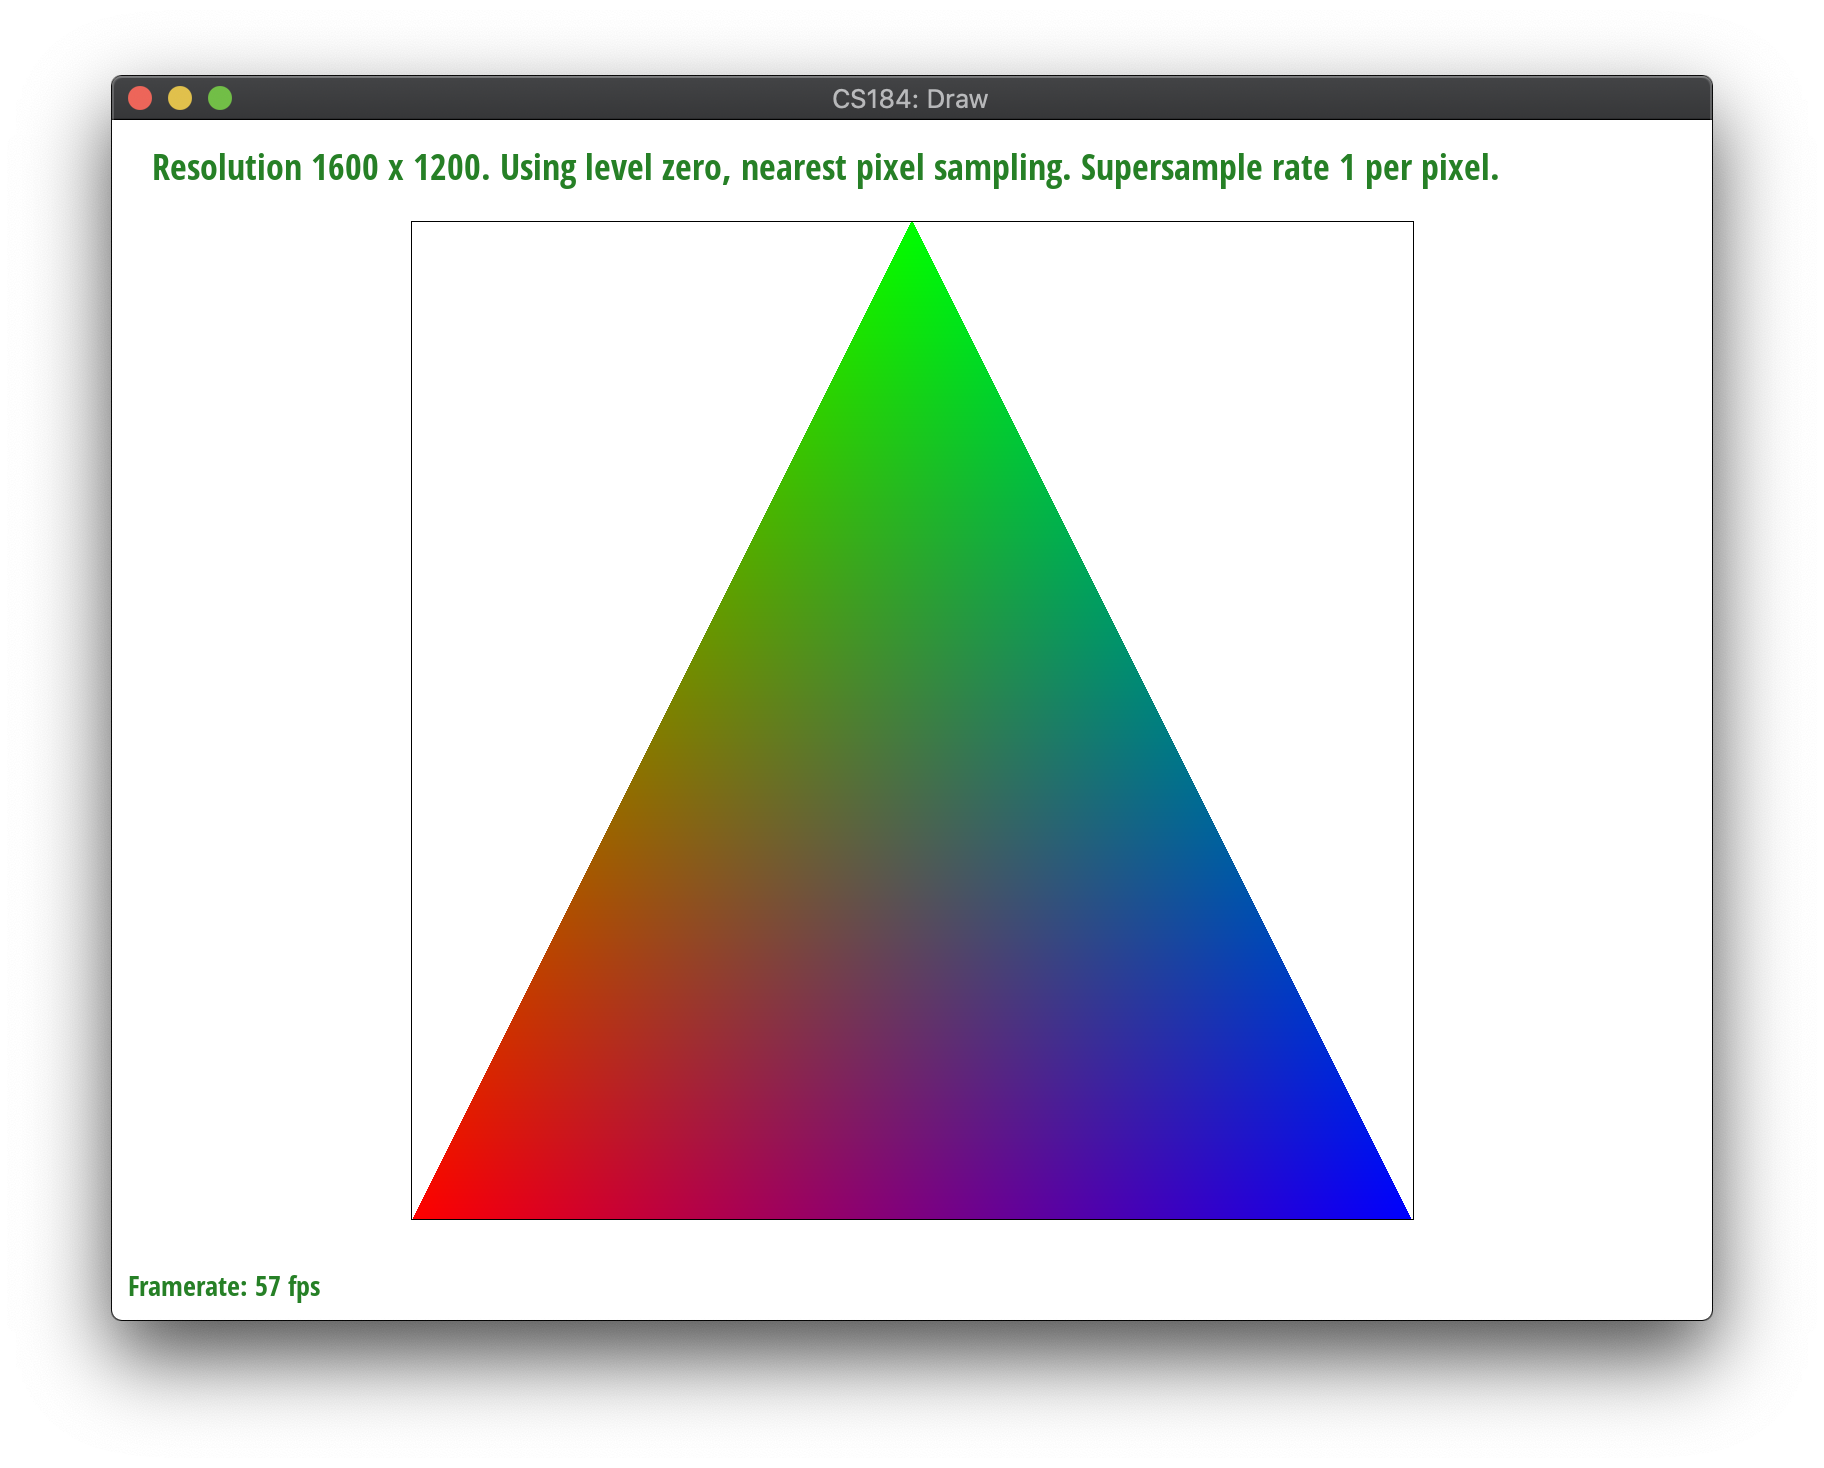 CS184: Draw
Resolution 1600 x 1200. Using level zero, nearest pixel sampling. Supersample rate 1 per pixel.
Framerate: 57 fps